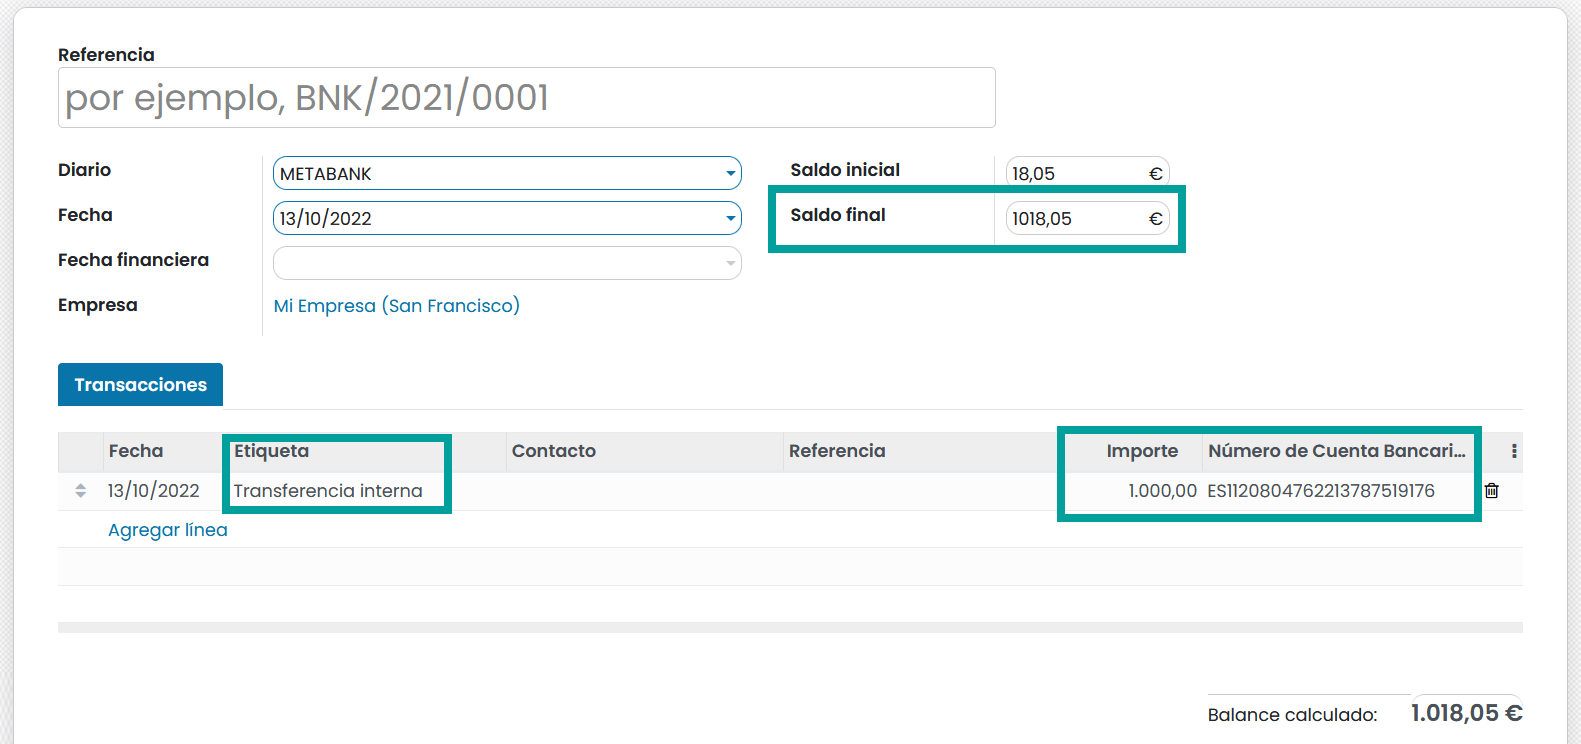 Referencia
por ejemplo, BNK/2021/0001
Diario
METABANK
Saldo inicial
18,05 €
Fecha
13/10/2022
Saldo final
1018,05 €
Fecha financiera
Empresa
Mi Empresa (San Francisco)
Transacciones
Fecha Etiqueta Contacto Referencia Importe Número de Cuenta Bancari...
13/10/2022 Transferencia interna 1.000,00 ES1120804762213787519176
Agregar línea
Balance calculado: 1.018,05 €